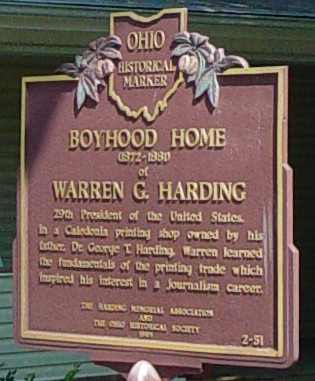 OHIO
HISTORICAL
MARKER
BOYHOOD HOME
(1872-1881)
of
WARREN G. HARDING
29th President of the United States.
In a Caledonia printing shop owned by his
father, Dr. George T. Harding, Warren learned
the fundamentals of the printing trade which
inspired his interest in a journalism career.
THE HARDING MEMORIAL ASSOCIATION
AND
THE OHIO HISTORICAL SOCIETY
2-51